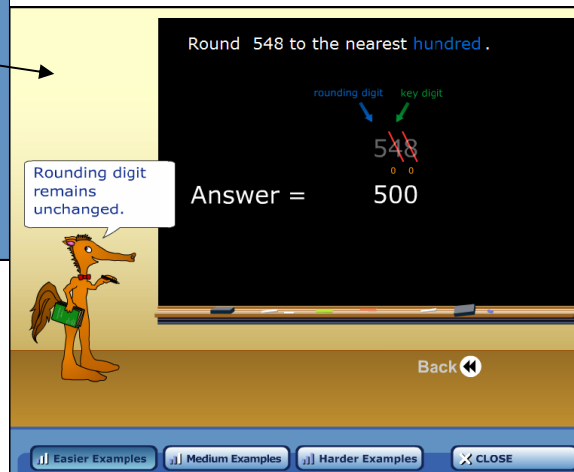 Round 548 to the nearest hundred.
rounding digit key digit
548
0 0
Rounding digit
remains
unchanged.
Answer = 500
Back
Easier Examples Medium Examples Harder Examples CLOSE